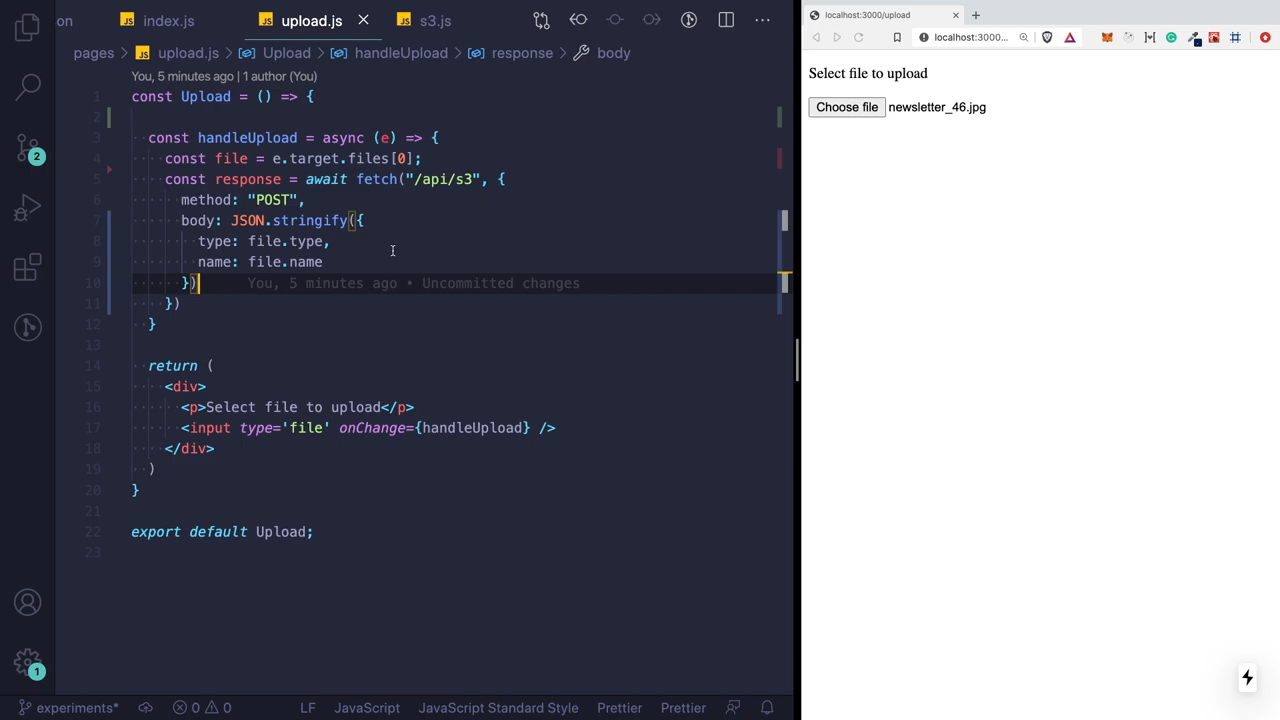 on
JS index.js
JS upload.js
JS s3.js
pages > JS upload.js > Upload > handleUpload > response > body
You, 5 minutes ago | 1 author (You)
1 const Upload = () => {
2
3 const handleUpload = async (e) => {
4 const file = e.target.files[0];
5 const response = await fetch("/api/s3", {
6 method: "POST",
7 body: JSON.stringify({
8 type: file.type,
9 name: file.name
10 }) You, 5 minutes ago • Uncommitted changes
11 })
12 }
13
14 return (
15 <div>
16 <p>Select file to upload</p>
17 <input type='file' onChange={handleUpload} />
18 </div>
19 )
20 }
21
22 export default Upload;
23
2
1
experiments*
0 0
LF
JavaScript
JavaScript Standard Style
Prettier
Prettier
localhost:3000/upload
localhost:3000...
Select file to upload
Choose file newsletter_46.jpg